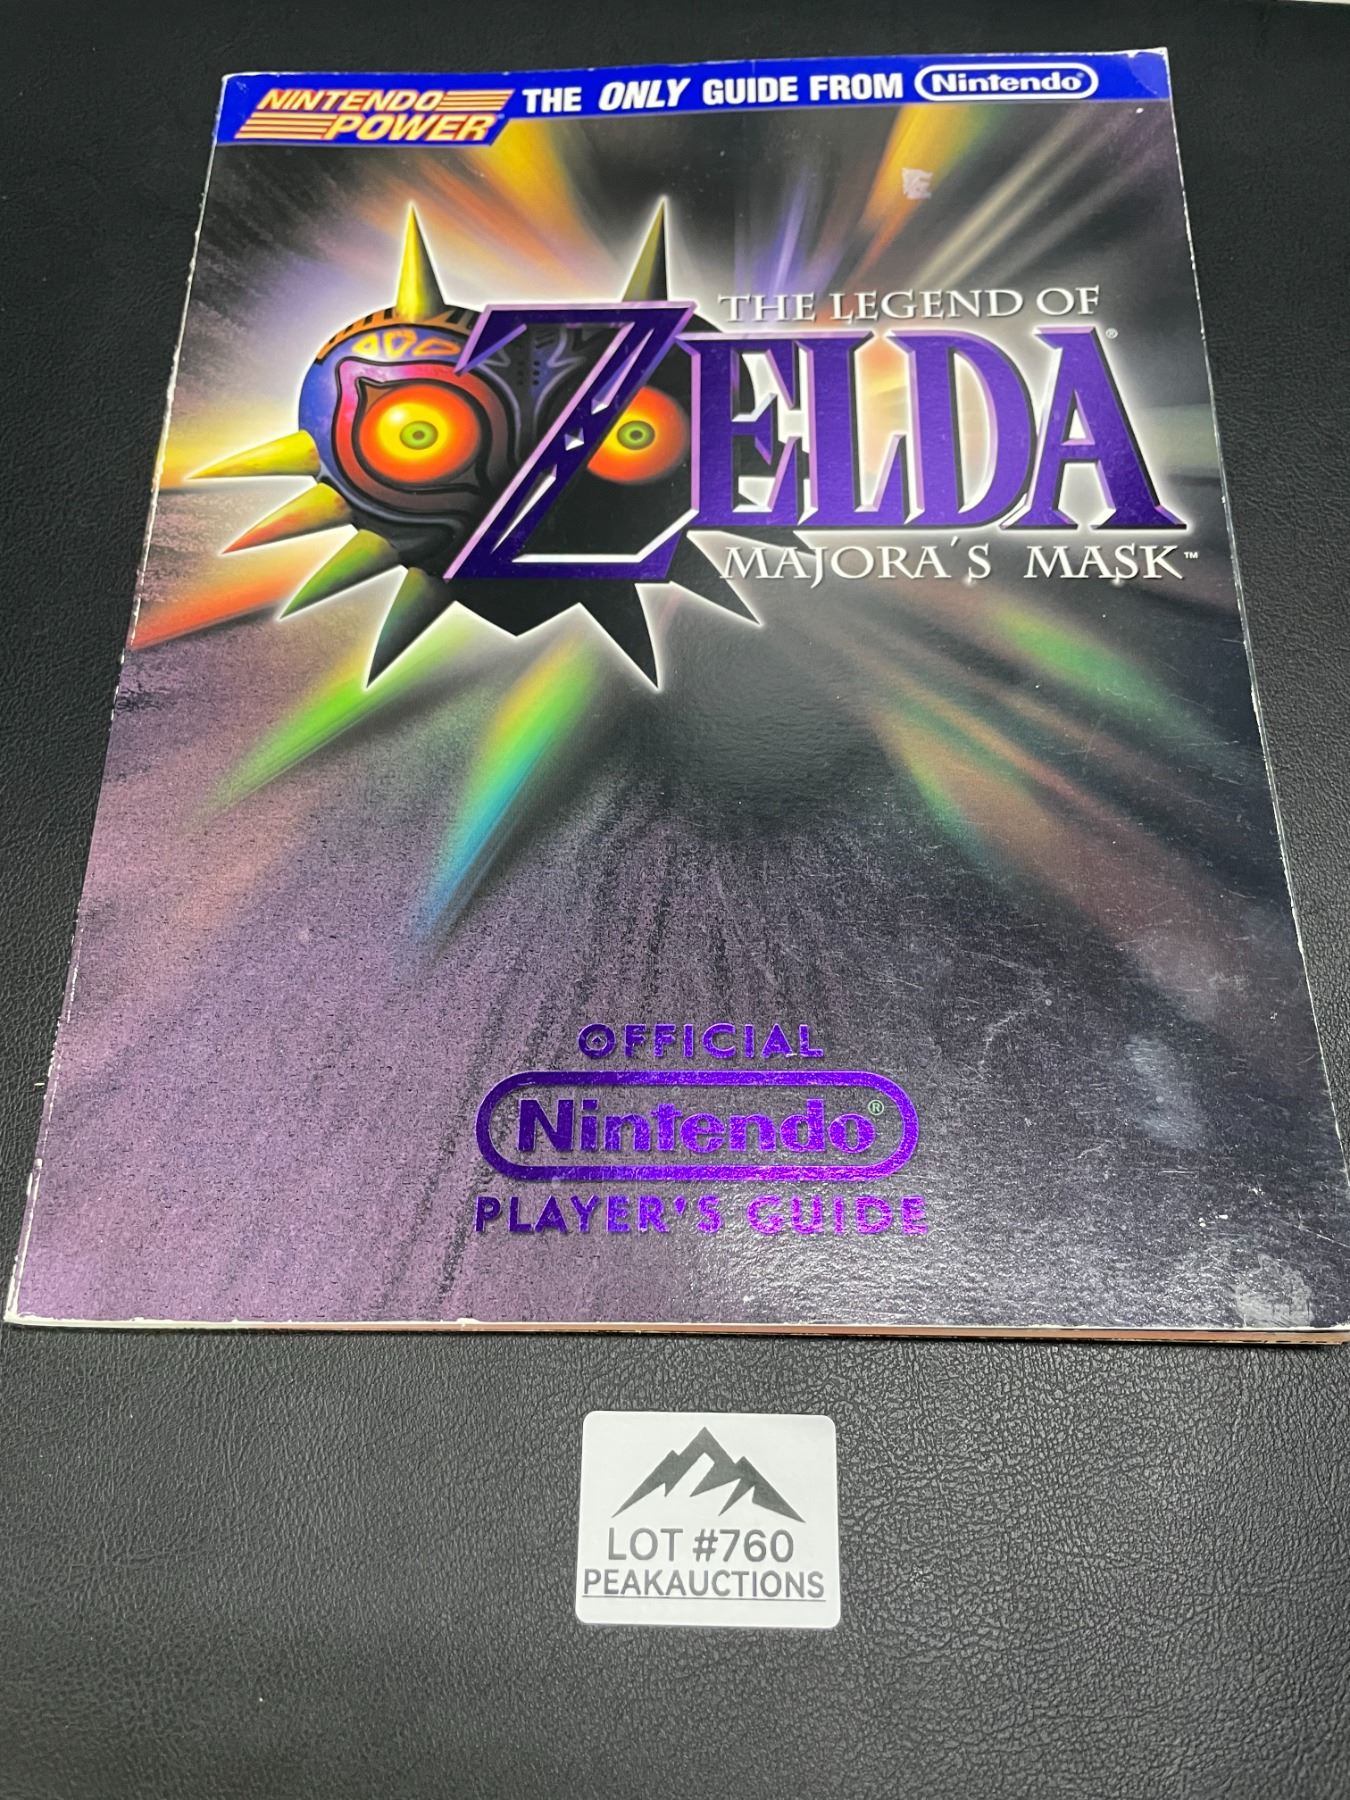 NINTENDO POWER THE ONLY GUIDE FROM Nintendo®
THE LEGEND OF
ZELDA®
MAJORA'S MASK™
OFFICIAL
Nintendo®
PLAYER'S GUIDE
LOT #760
PEAKAUCTIONS